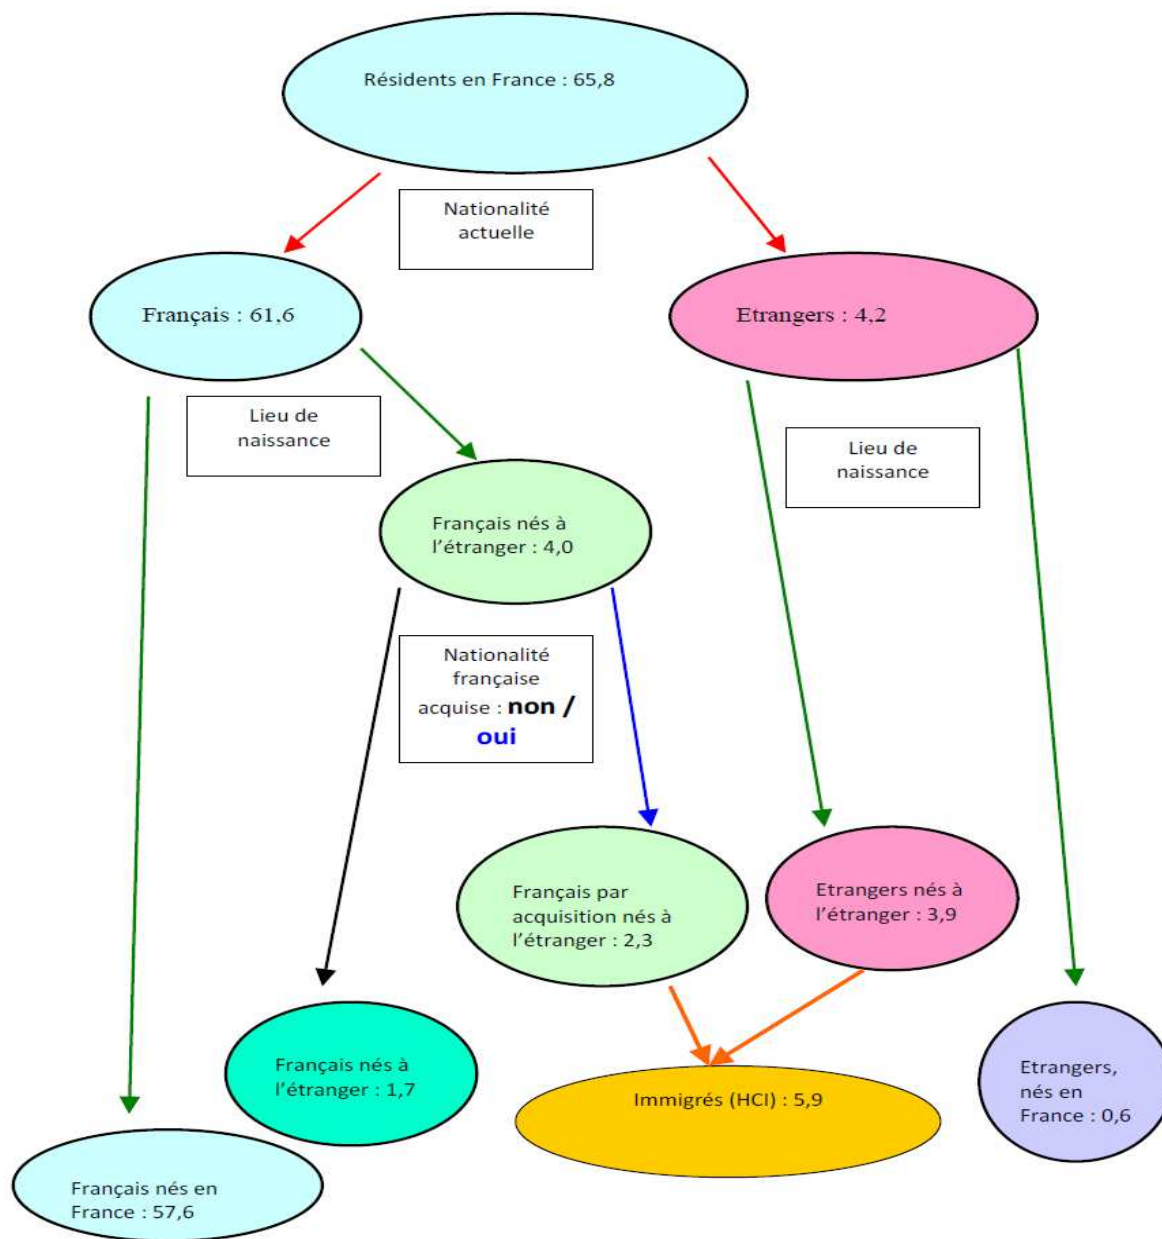 Résidents en France : 65,8
Nationalité
actuelle
Français : 61,6
Etrangers : 4,2
Lieu de
naissance
Lieu de
naissance
Français nés à
l'étranger : 4,0
Nationalité
française
acquise : non /
oui
Français par
acquisition nés à
l'étranger : 2,3
Etrangers nés à
l'étranger : 3,9
Français nés à
l'étranger : 1,7
Immigrés (HCI) : 5,9
Etrangers,
nés en
France : 0,6
Français nés en
France : 57,6